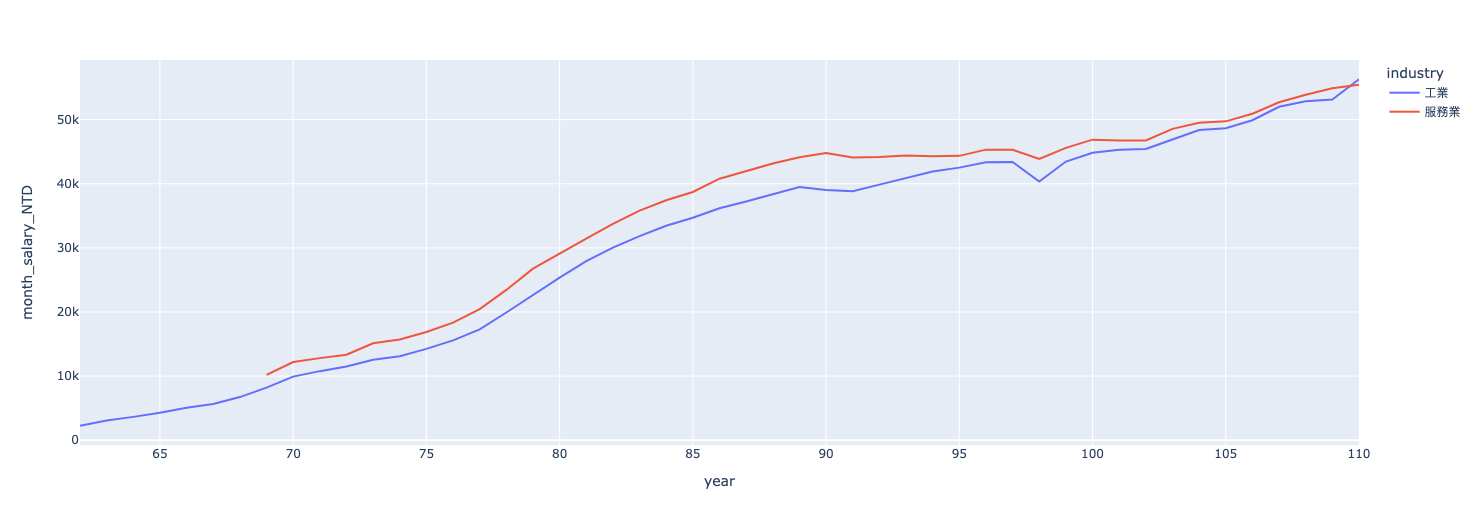 industry
工業
服務業
month_salary_NTD
50k
40k
30k
20k
10k
0
65 70 75 80 85 90 95 100 105 110
year